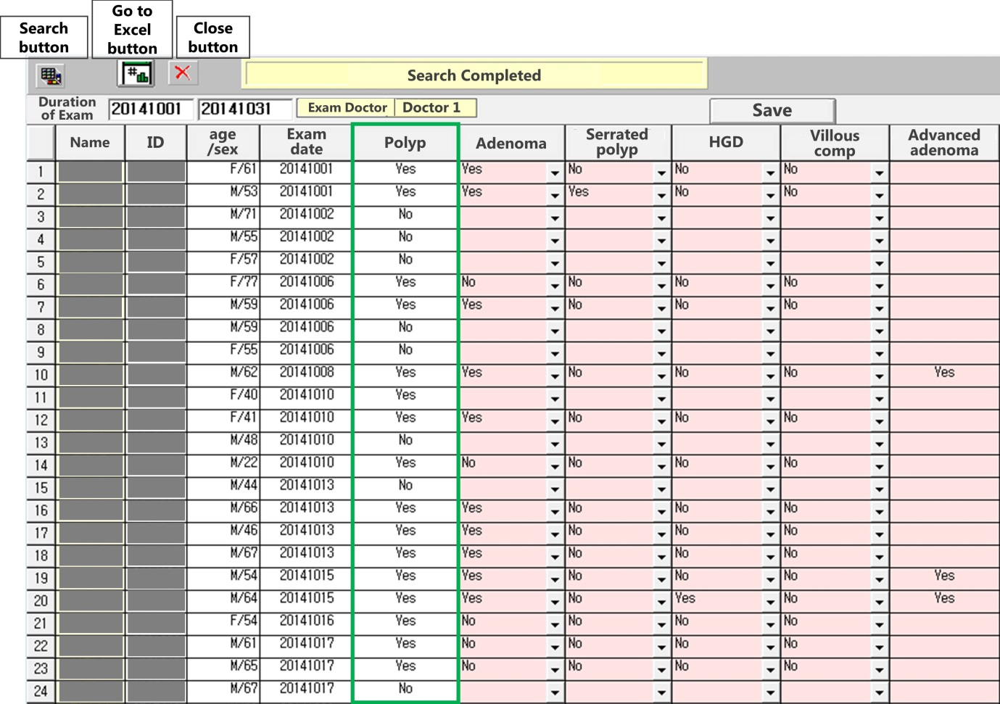 Search button
Go to Excel button
Close button
Search Completed
Duration of Exam 20141001 20141031 Exam Doctor Doctor 1 Save
Name ID age /sex Exam date Polyp Adenoma Serrated polyp HGD Villous comp Advanced adenoma
1 F/61 20141001 Yes Yes No No No
2 M/53 20141001 Yes Yes Yes No No
3 M/71 20141002 No
4 M/55 20141002 No
5 F/57 20141002 No
6 F/77 20141006 Yes No No No No
7 M/59 20141006 Yes Yes No No No
8 M/59 20141006 No
9 F/55 20141006 No
10 M/62 20141008 Yes Yes No No No Yes
11 F/40 20141010 Yes
12 F/41 20141010 Yes Yes No No No
13 M/48 20141010 No
14 M/22 20141010 Yes No No No No
15 M/44 20141013 No
16 M/66 20141013 Yes Yes No No No
17 M/46 20141013 Yes Yes No No No
18 M/67 20141013 Yes Yes No No No
19 M/54 20141015 Yes Yes No No No Yes
20 M/64 20141015 Yes Yes No Yes No Yes
21 F/54 20141016 Yes No No No No
22 M/61 20141017 Yes No No No No
23 M/65 20141017 Yes No No No No
24 M/67 20141017 No